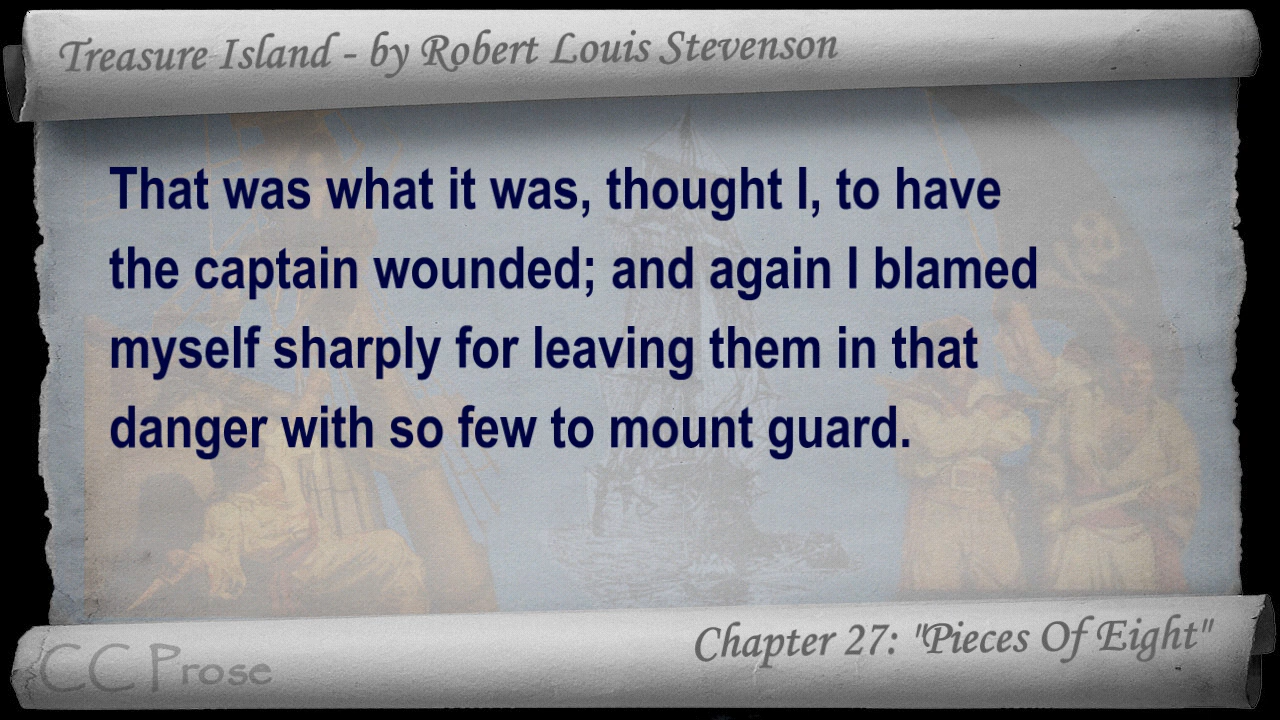 Treasure Island - by Robert Louis Stevenson
That was what it was, thought I, to have
the captain wounded; and again I blamed
myself sharply for leaving them in that
danger with so few to mount guard.
Chapter 27: "Pieces Of Eight"
CC Prose